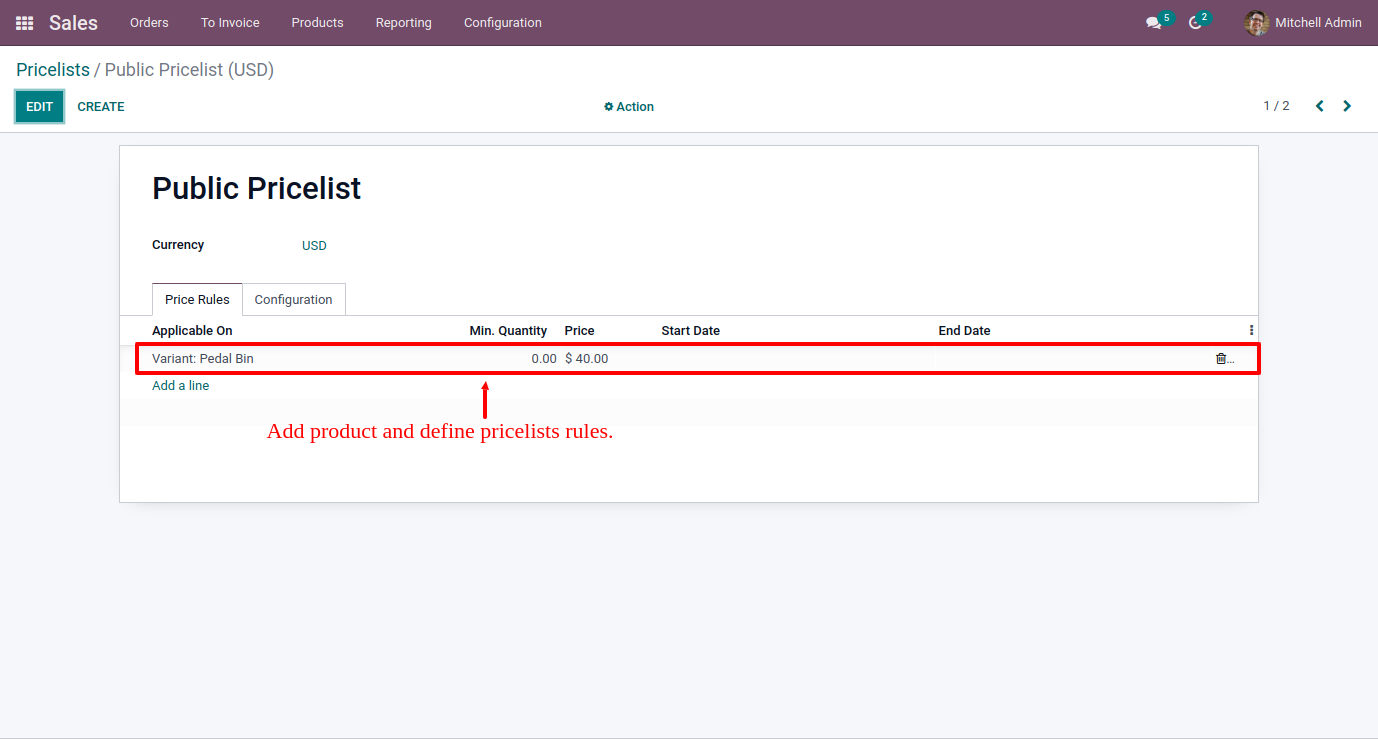 Sales Orders To Invoice Products Reporting Configuration 5 2 Mitchell Admin
Pricelists / Public Pricelist (USD)
EDIT CREATE Action 1 / 2
Public Pricelist
Currency USD
Price Rules Configuration
Applicable On Min. Quantity Price Start Date End Date
Variant: Pedal Bin 0.00 $ 40.00 ...
Add a line
Add product and define pricelists rules.